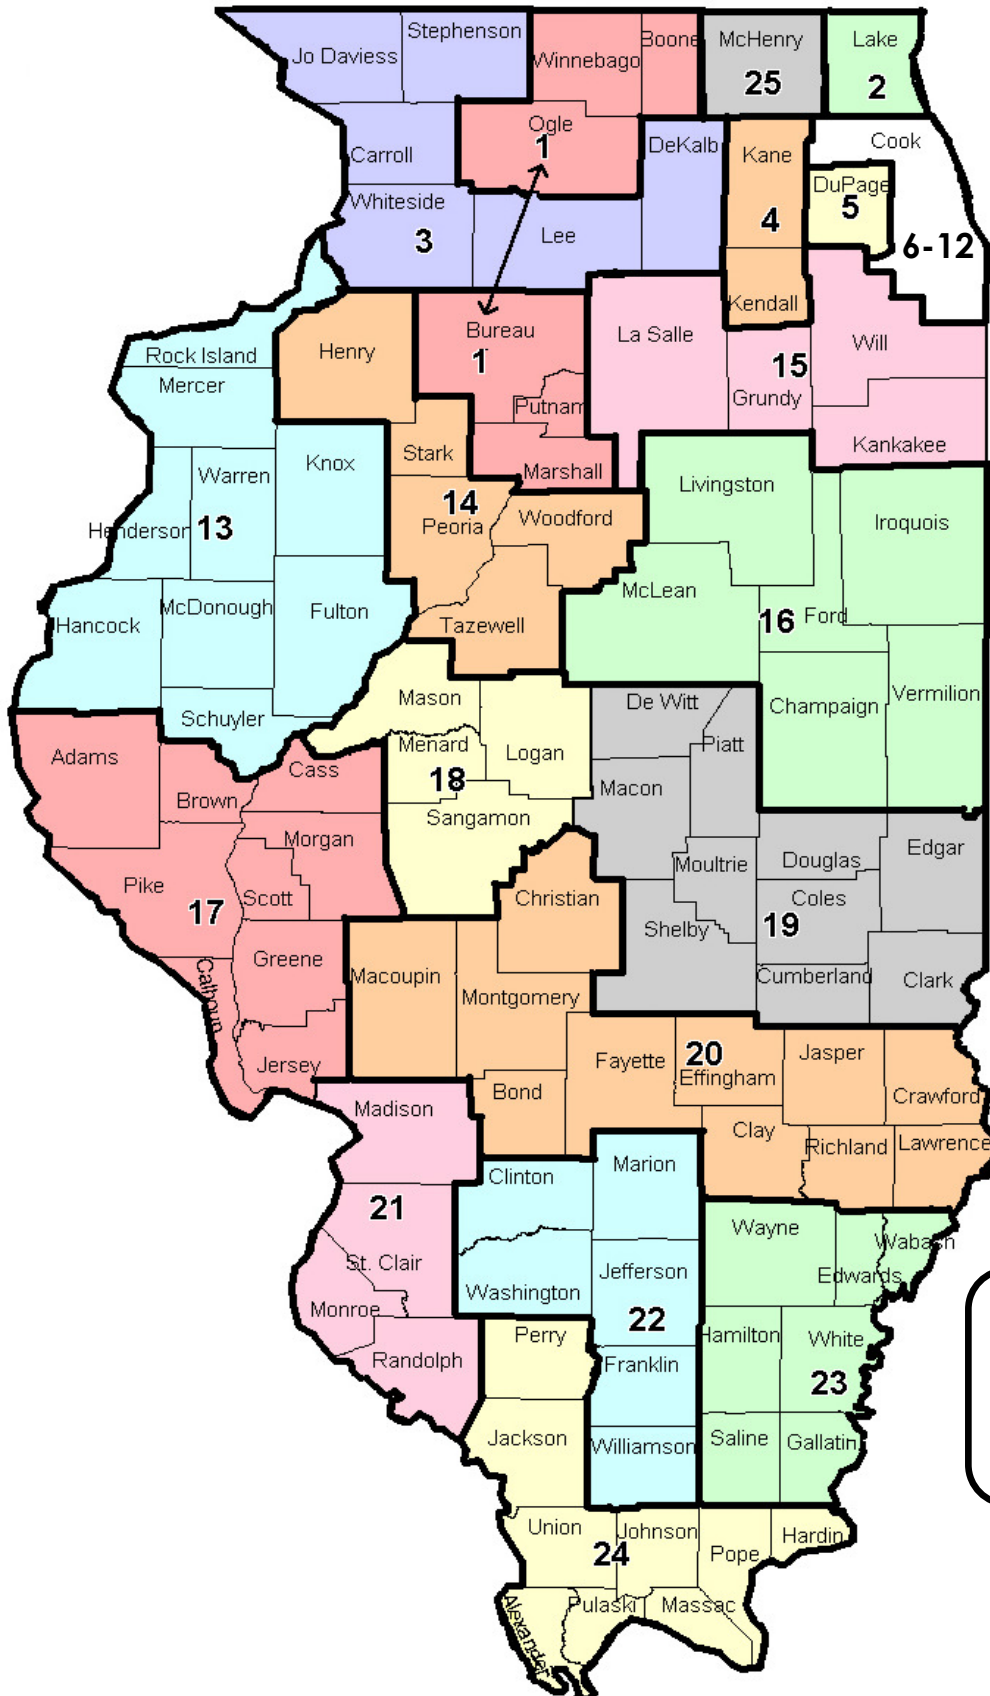 Stephenson
Boone
McHenry
Lake
Jo Daviess
Winnebago
25
2
Ogle
1
Cook
DeKalb
Kane
Carroll
DuPage
Whiteside
5
4
3
Lee
6-12
Kendall
Bureau
La Salle
Will
Henry
1
Rock Island
15
Mercer
Putnam
Grundy
Kankakee
Stark
Knox
Marshall
Warren
Livingston
14
Woodford
Iroquois
Peoria
Henderson
13
McLean
McDonough
Fulton
Ford
16
Hancock
Tazewell
Mason
De Witt
Vermilion
Champaign
Schuyler
Piatt
Menard
Logan
Adams
Cass
18
Macon
Brown
Sangamon
Morgan
Edgar
Moultrie
Douglas
Pike
Scott
Christian
Coles
17
19
Shelby
Greene
Macoupin
Cumberland
Clark
Calhoun
Montgomery
20
Jasper
Fayette
Jersey
Effingham
Bond
Crawford
Madison
Clay
Richland
Lawrence
Marion
Clinton
21
Wayne
Wabash
St. Clair
Jefferson
Edwards
Washington
Monroe
22
Perry
Hamilton
White
Randolph
Franklin
23
Jackson
Williamson
Saline
Gallatin
Union
Johnson
Hardin
24
Pope
Alexander
Pulaski
Massac